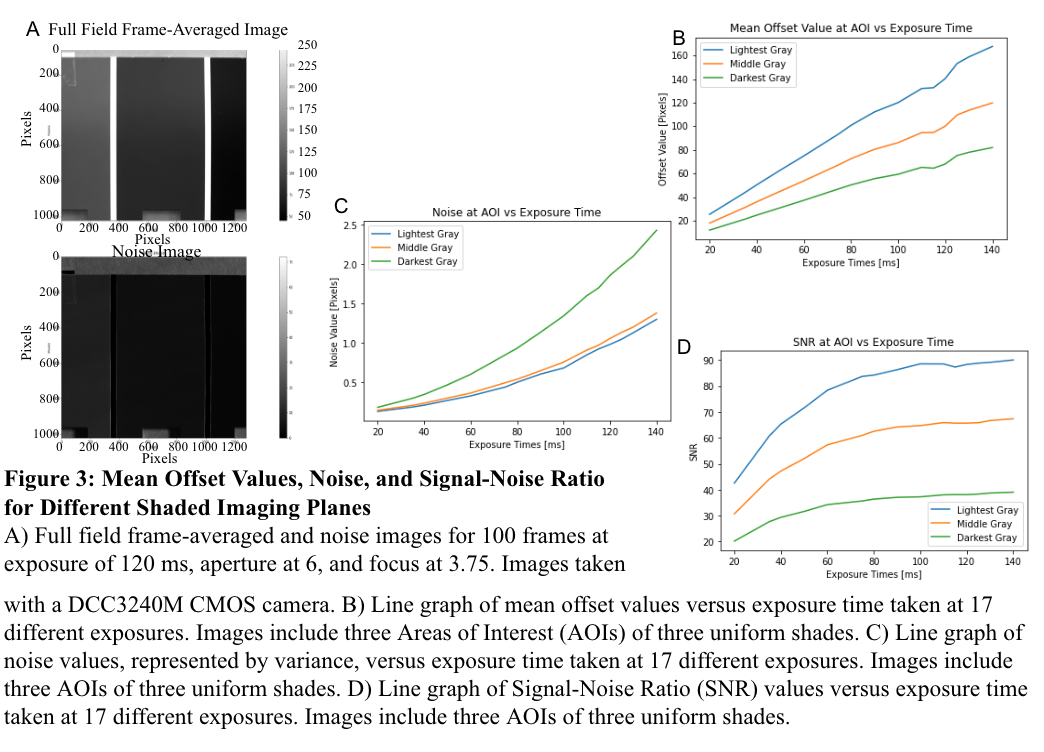 A Full Field Frame-Averaged Image
0
200
400
600
800
1000
Pixels
0 200 400 600 800 1000 1200
Pixels
250
225
200
175
150
125
100
75
50
Noise Image
0
200
400
600
800
1000
Pixels
0 200 400 600 800 1000 1200
Pixels
B
Mean Offset Value at AOI vs Exposure Time
Lightest Gray
Middle Gray
Darkest Gray
160
140
120
100
80
60
40
20
Offset Value [Pixels]
20 40 60 80 100 120 140
Exposure Times [ms]
C
Noise at AOI vs Exposure Time
Lightest Gray
Middle Gray
Darkest Gray
2.5
2.0
1.5
1.0
0.5
Noise Value [Pixels]
20 40 60 80 100 120 140
Exposure Times [ms]
D
SNR at AOI vs Exposure Time
90
80
70
60
50
40
30
20
SNR
Lightest Gray
Middle Gray
Darkest Gray
20 40 60 80 100 120 140
Exposure Times [ms]
Figure 3: Mean Offset Values, Noise, and Signal-Noise Ratio
for Different Shaded Imaging Planes
A) Full field frame-averaged and noise images for 100 frames at
exposure of 120 ms, aperture at 6, and focus at 3.75. Images taken
with a DCC3240M CMOS camera. B) Line graph of mean offset values versus exposure time taken at 17
different exposures. Images include three Areas of Interest (AOIs) of three uniform shades. C) Line graph of
noise values, represented by variance, versus exposure time taken at 17 different exposures. Images include
three AOIs of three uniform shades. D) Line graph of Signal-Noise Ratio (SNR) values versus exposure time
taken at 17 different exposures. Images include three AOIs of three uniform shades.